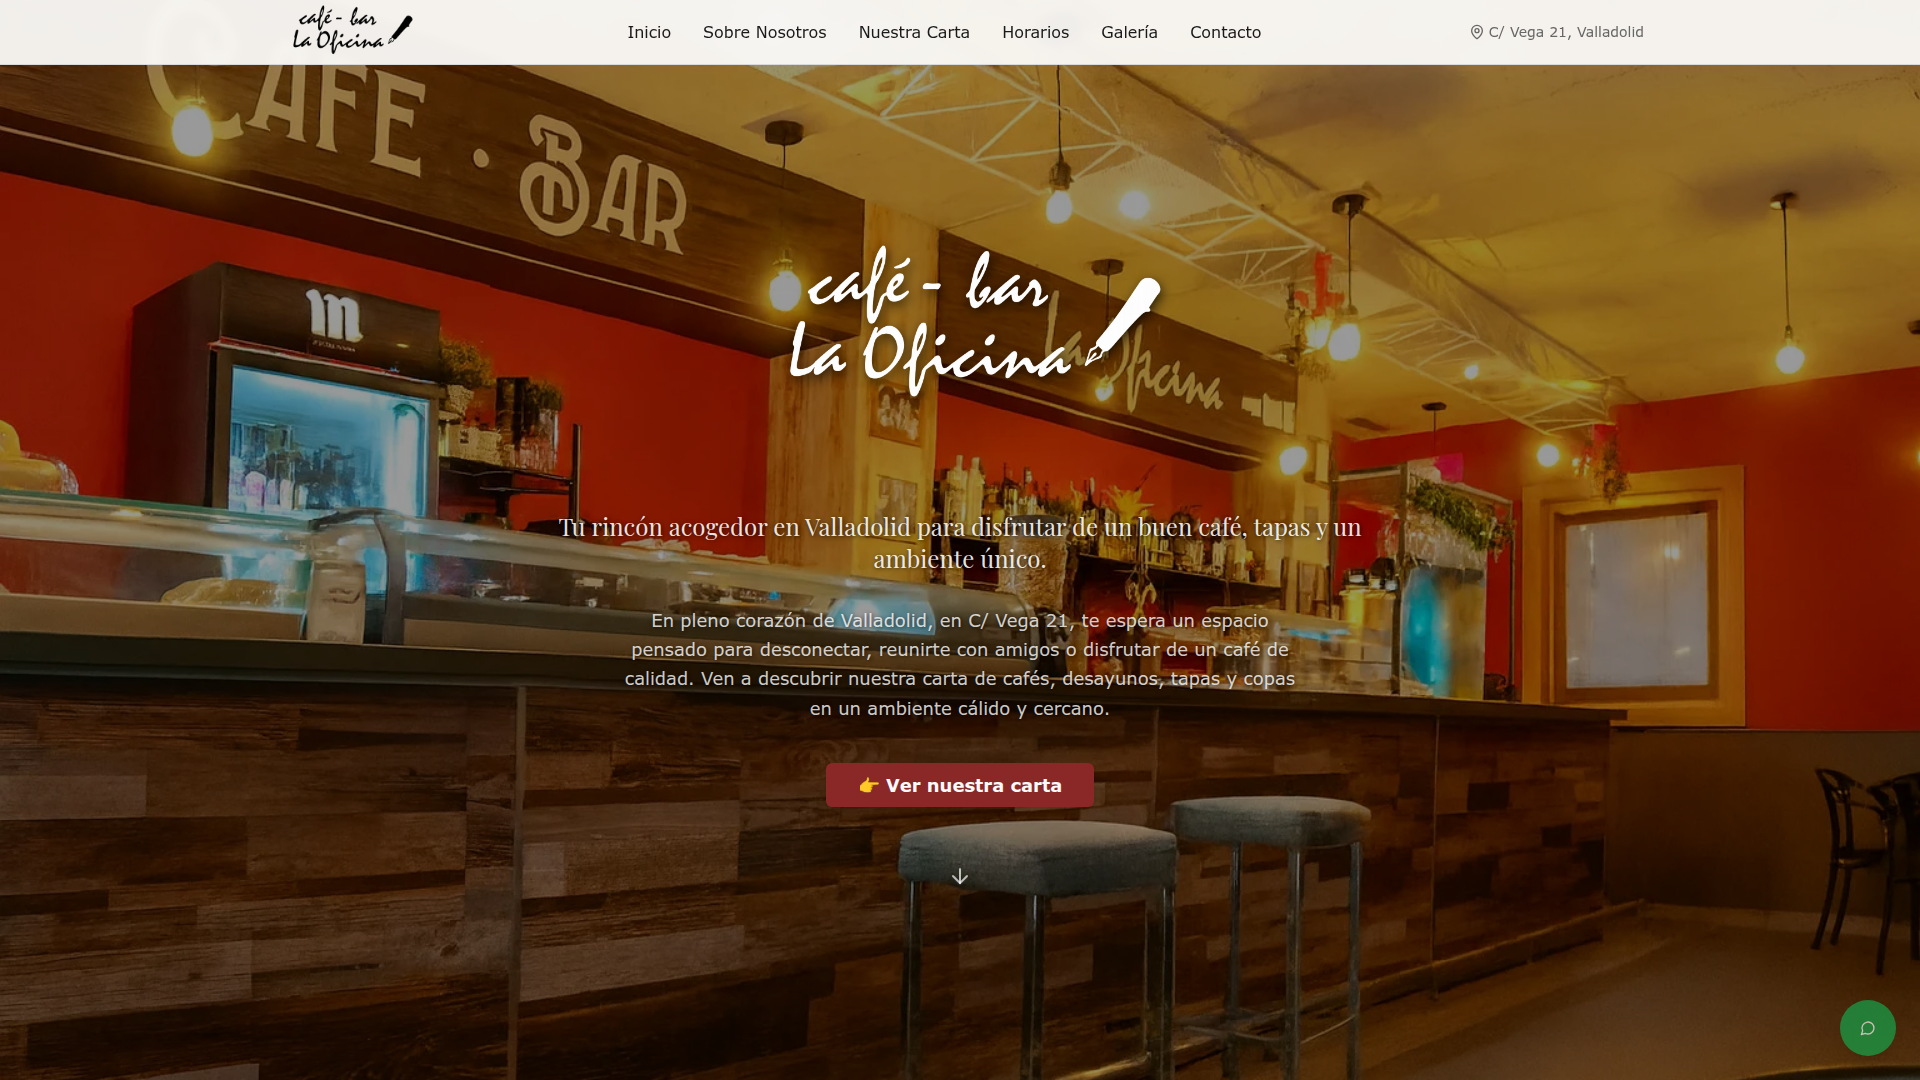 café - bar
La Oficina
Inicio
Sobre Nosotros
Nuestra Carta
Horarios
Galería
Contacto
C/ Vega 21, Valladolid
CAFE · BAR
m
café - bar
La Oficina
La Oficina
Tu rincón acogedor en Valladolid para disfrutar de un buen café, tapas y un
ambiente único.
En pleno corazón de Valladolid, en C/ Vega 21, te espera un espacio
pensado para desconectar, reunirte con amigos o disfrutar de un café de
calidad. Ven a descubrir nuestra carta de cafés, desayunos, tapas y copas
en un ambiente cálido y cercano.
👉 Ver nuestra carta